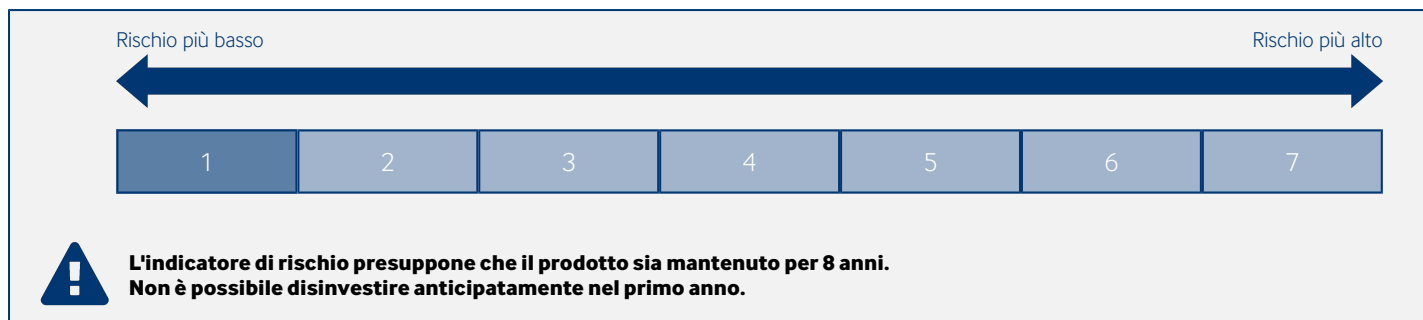 Rischio più basso Rischio più alto
1 2 3 4 5 6 7
L'indicatore di rischio presuppone che il prodotto sia mantenuto per 8 anni.
Non è possibile disinvestire anticipatamente nel primo anno.